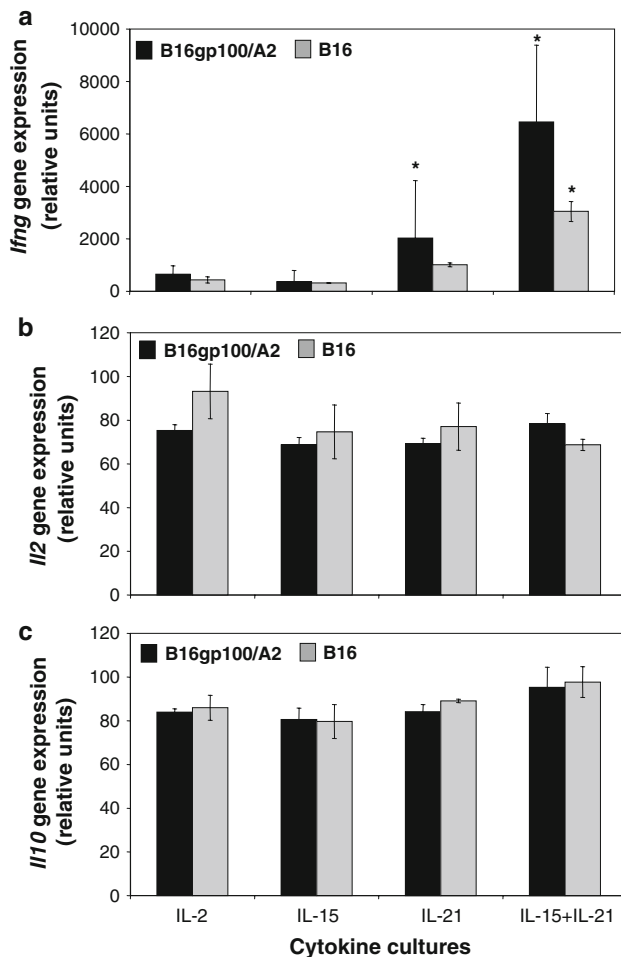 a
10000
8000
6000
4000
2000
0
Ifng gene expression
(relative units)
B16gp100/A2 B16
*
*
*
b
120
100
80
60
40
20
0
Il2 gene expression
(relative units)
B16gp100/A2 B16
c
120
100
80
60
40
20
0
Il10 gene expression
(relative units)
B16gp100/A2 B16
IL-2 IL-15 IL-21 IL-15+IL-21
Cytokine cultures